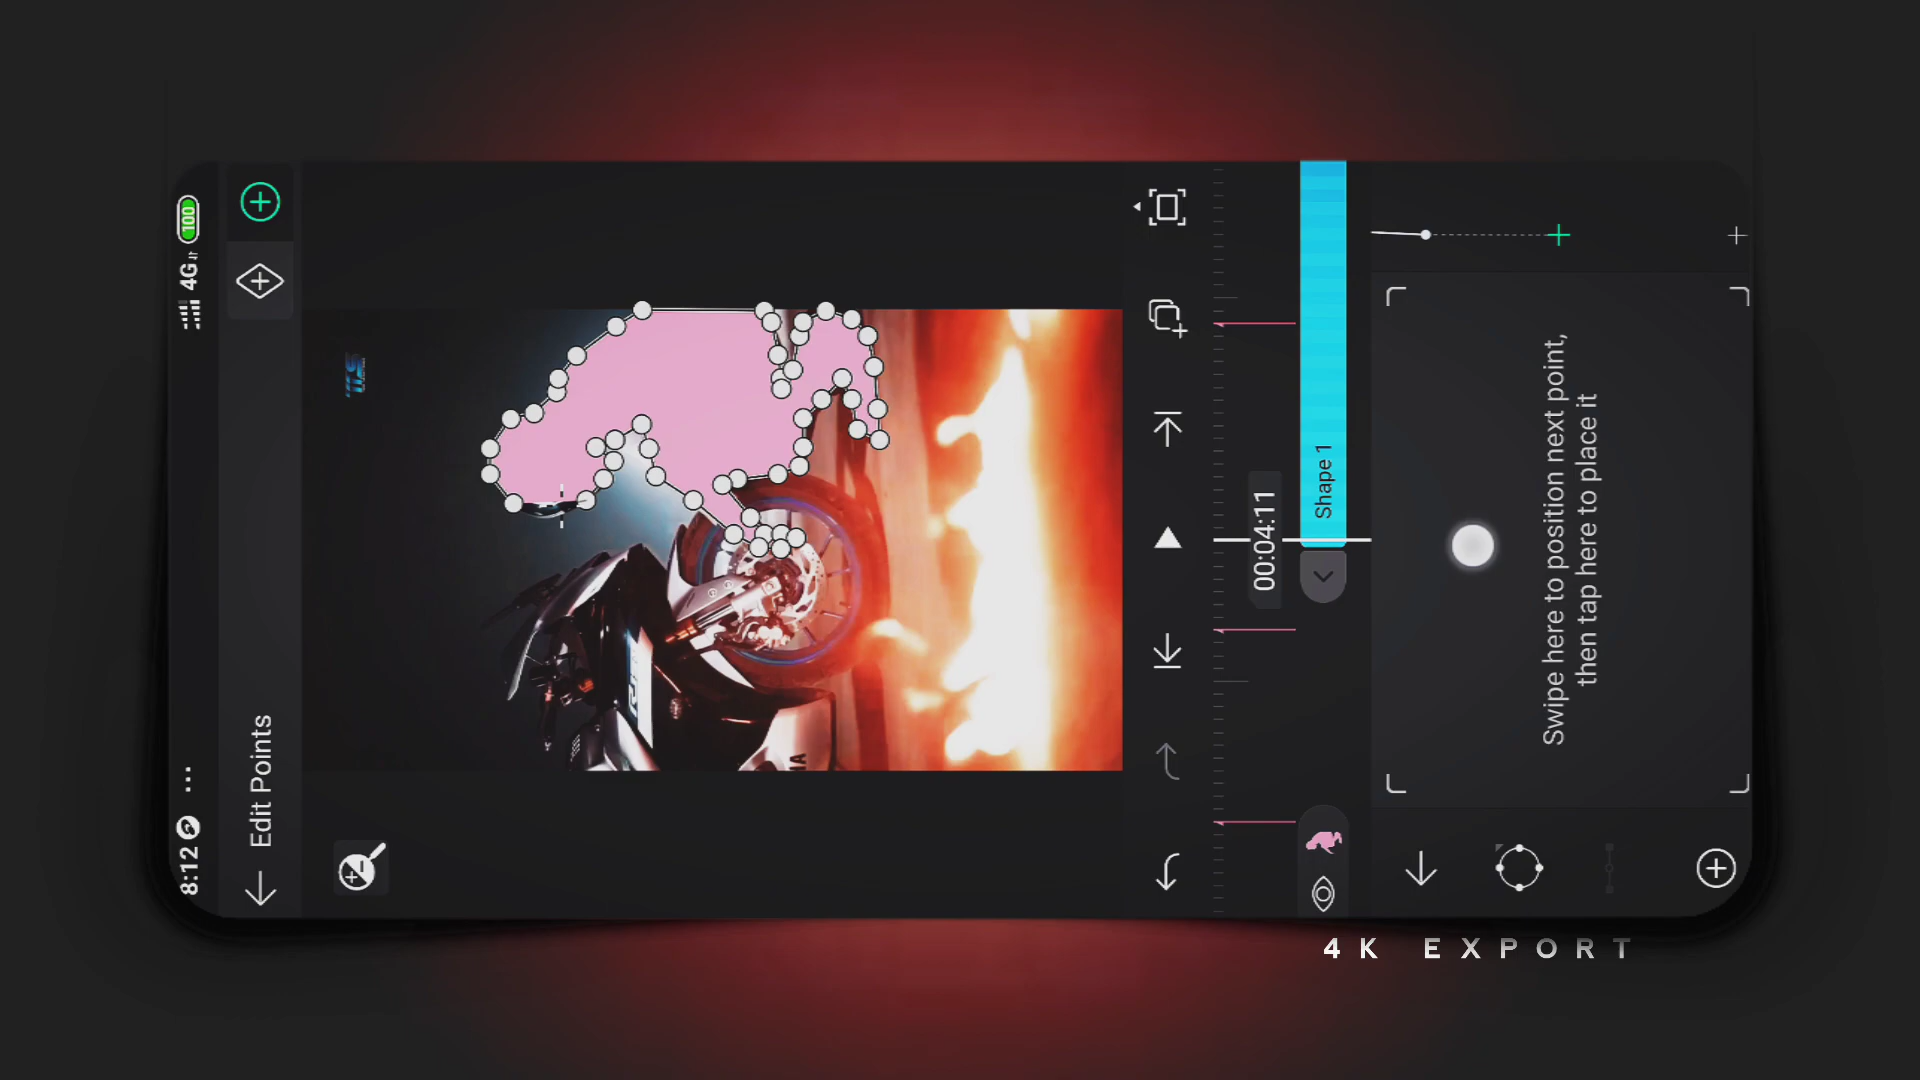 8:12
4G
100
Edit Points
00:04:11
Shape 1
Swipe here to position next point,
then tap here to place it
4K EXPORT